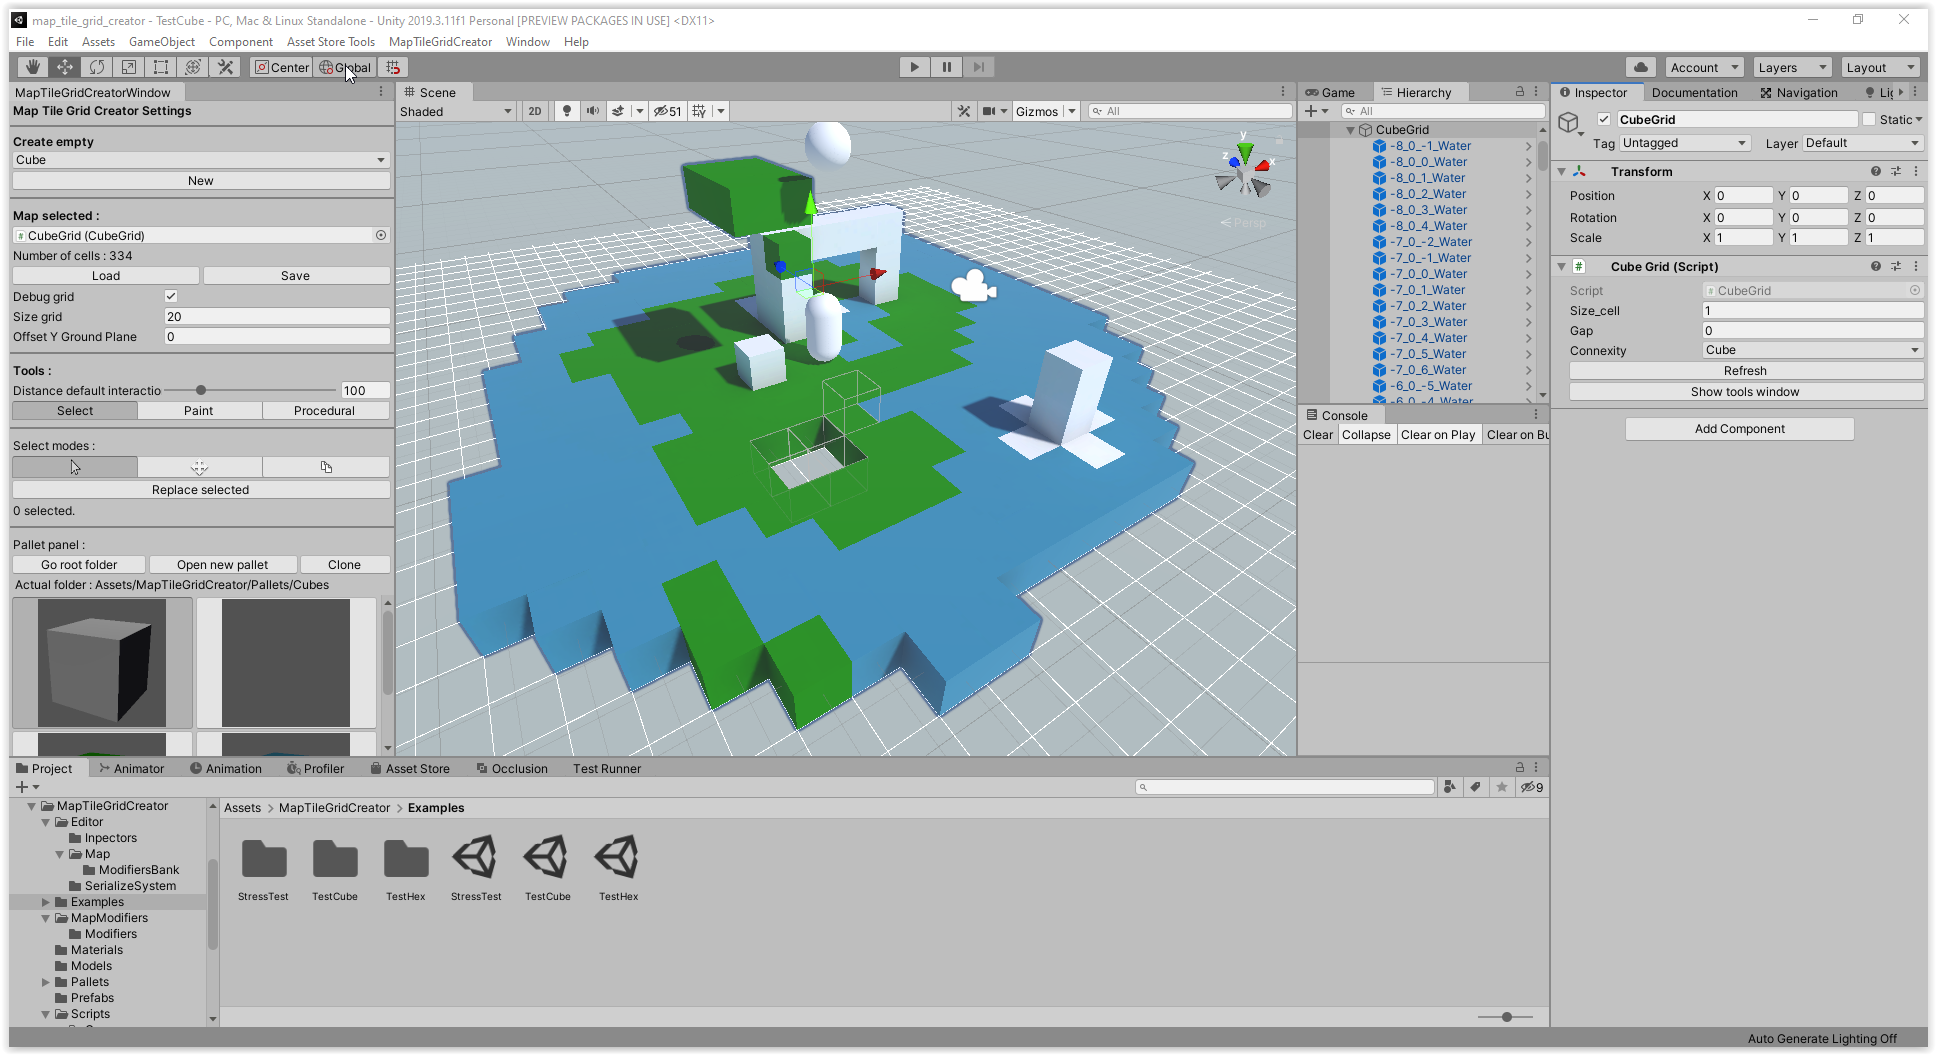 map_tile_grid_creator - TestCube - PC, Mac & Linux Standalone - Unity 2019.3.11f1 Personal [PREVIEW PACKAGES IN USE] <DX11>
File Edit Assets GameObject Component Asset Store Tools MapTileGridCreator Window Help
Center Global Account Layers Layout
MapTileGridCreatorWindow
Map Tile Grid Creator Settings
Create empty
Cube
New
Map selected :
CubeGrid (CubeGrid)
Number of cells : 334
Load Save
Debug grid
Size grid 20
Offset Y Ground Plane 0
Tools :
Distance default interactio 100
Select Paint Procedural
Select modes :
Replace selected
0 selected.
Pallet panel :
Go root folder Open new pallet Clone
Actual folder : Assets/MapTileGridCreator/Pallets/Cubes
Scene
Shaded 2D 51 Gizmos All
y
z x
Persp
Game Hierarchy
All
CubeGrid
-8_0_-1_Water
-8_0_0_Water
-8_0_1_Water
-8_0_2_Water
-8_0_3_Water
-8_0_4_Water
-7_0_-2_Water
-7_0_-1_Water
-7_0_0_Water
-7_0_1_Water
-7_0_2_Water
-7_0_3_Water
-7_0_4_Water
-7_0_5_Water
-7_0_6_Water
-6_0_-5_Water
-6_0_-4_Water
Console
Clear Collapse Clear on Play Clear on Bu
Inspector Documentation Navigation Lig
CubeGrid Static
Tag Untagged Layer Default
Transform
Position X 0 Y 0 Z 0
Rotation X 0 Y 0 Z 0
Scale X 1 Y 1 Z 1
# Cube Grid (Script)
Script CubeGrid
Size_cell 1
Gap 0
Connexity Cube
Refresh
Show tools window
Add Component
Project Animator Animation Profiler Asset Store Occlusion Test Runner
9
MapTileGridCreator
Editor
Inpectors
Map
ModifiersBank
SerializeSystem
Examples
MapModifiers
Modifiers
Materials
Models
Pallets
Prefabs
Scripts
Assets > MapTileGridCreator > Examples
StressTest TestCube TestHex StressTest TestCube TestHex
Auto Generate Lighting Off